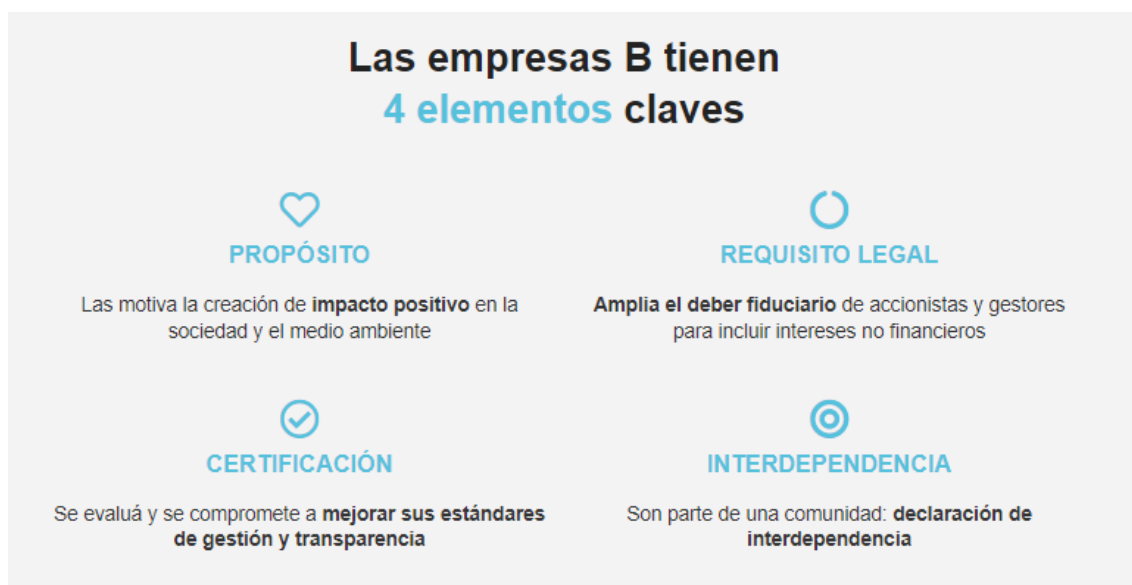 Las empresas B tienen
4 elementos claves
PROPÓSITO
Las motiva la creación de impacto positivo en la
sociedad y el medio ambiente
REQUISITO LEGAL
Amplia el deber fiduciario de accionistas y gestores
para incluir intereses no financieros
CERTIFICACIÓN
Se evaluá y se compromete a mejorar sus estándares
de gestión y transparencia
INTERDEPENDENCIA
Son parte de una comunidad: declaración de
interdependencia